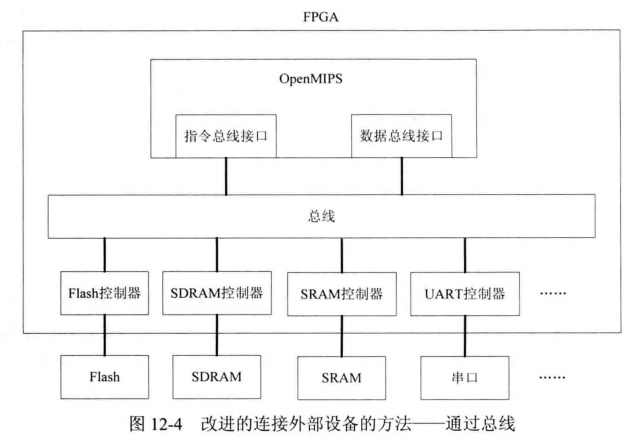 FPGA
OpenMIPS
指令总线接口 数据总线接口
总线
Flash控制器 SDRAM控制器 SRAM控制器 UART控制器 ……
Flash SDRAM SRAM 串口 ……
图 12-4 改进的连接外部设备的方法——通过总线